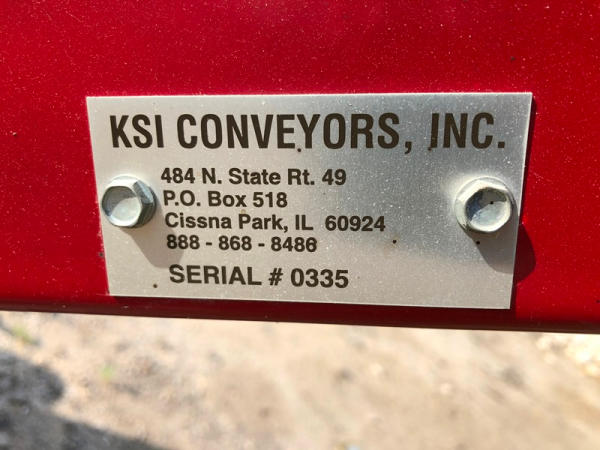 KSI CONVEYORS, INC.
484 N. State Rt. 49
P.O. Box 518
Cissna Park, IL 60924
888 - 868 - 8486
SERIAL # 0335